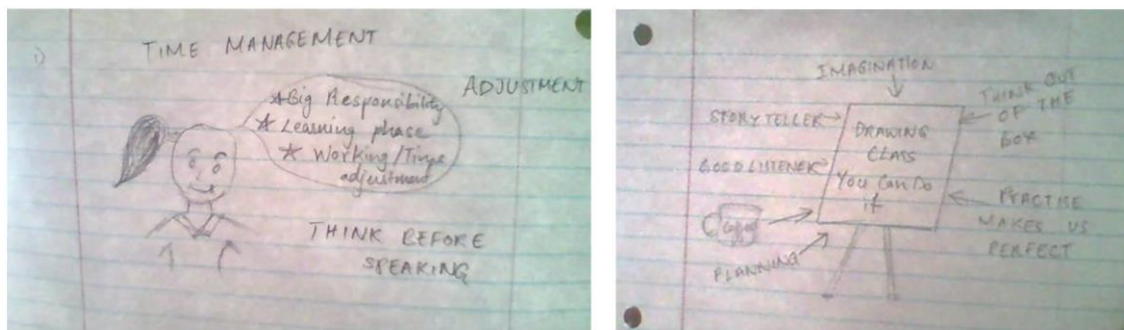 i)
TIME MANAGEMENT
ADJUSTMENT
★Big Responsibility
★ Learning phase
★ Working/Time
adjustment
THINK BEFORE
SPEAKING
IMAGINATION
THINK OUT
OF THE
BOX
STORY TELLER
GOOD LISTENER
DRAWING
CLASS
You Can Do
it
PRACTISE
MAKES US
PERFECT
PLANNING